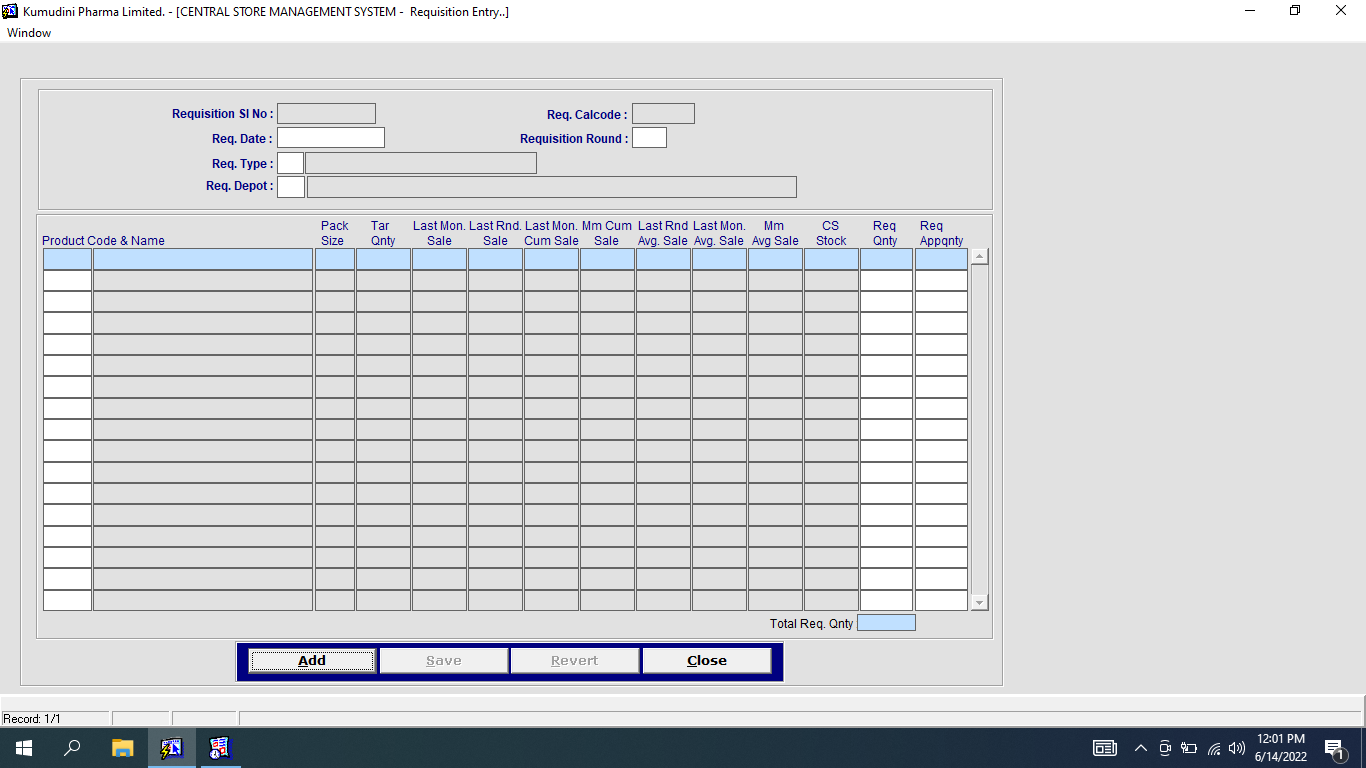 Kumudini Pharma Limited. - [CENTRAL STORE MANAGEMENT SYSTEM -  Requisition Entry..]
Window
Requisition Sl No :
Req. Calcode :
Req. Date :
Requisition Round :
Req. Type :
Req. Depot :
Pack Tar Last Mon. Last Rnd. Last Mon. Mm Cum Last Rnd Last Mon. Mm CS Req Req
Product Code & Name Size Qnty Sale Sale Cum Sale Sale Avg. Sale Avg. Sale Avg Sale Stock Qnty Appqnty
Total Req. Qnty
Add Save Revert Close
Record: 1/1
12:01 PM
6/14/2022
1